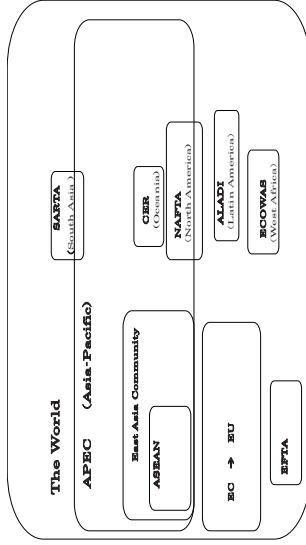 The World
APEC (Asia-Pacific)
SARTA
(South Asia)
East Asia Community
ASEAN
CER
(Oceania)
NAFTA
(North America)
EC → EU
ALADI
(Latin America)
ECOWAS
(West Africa)
EFTA